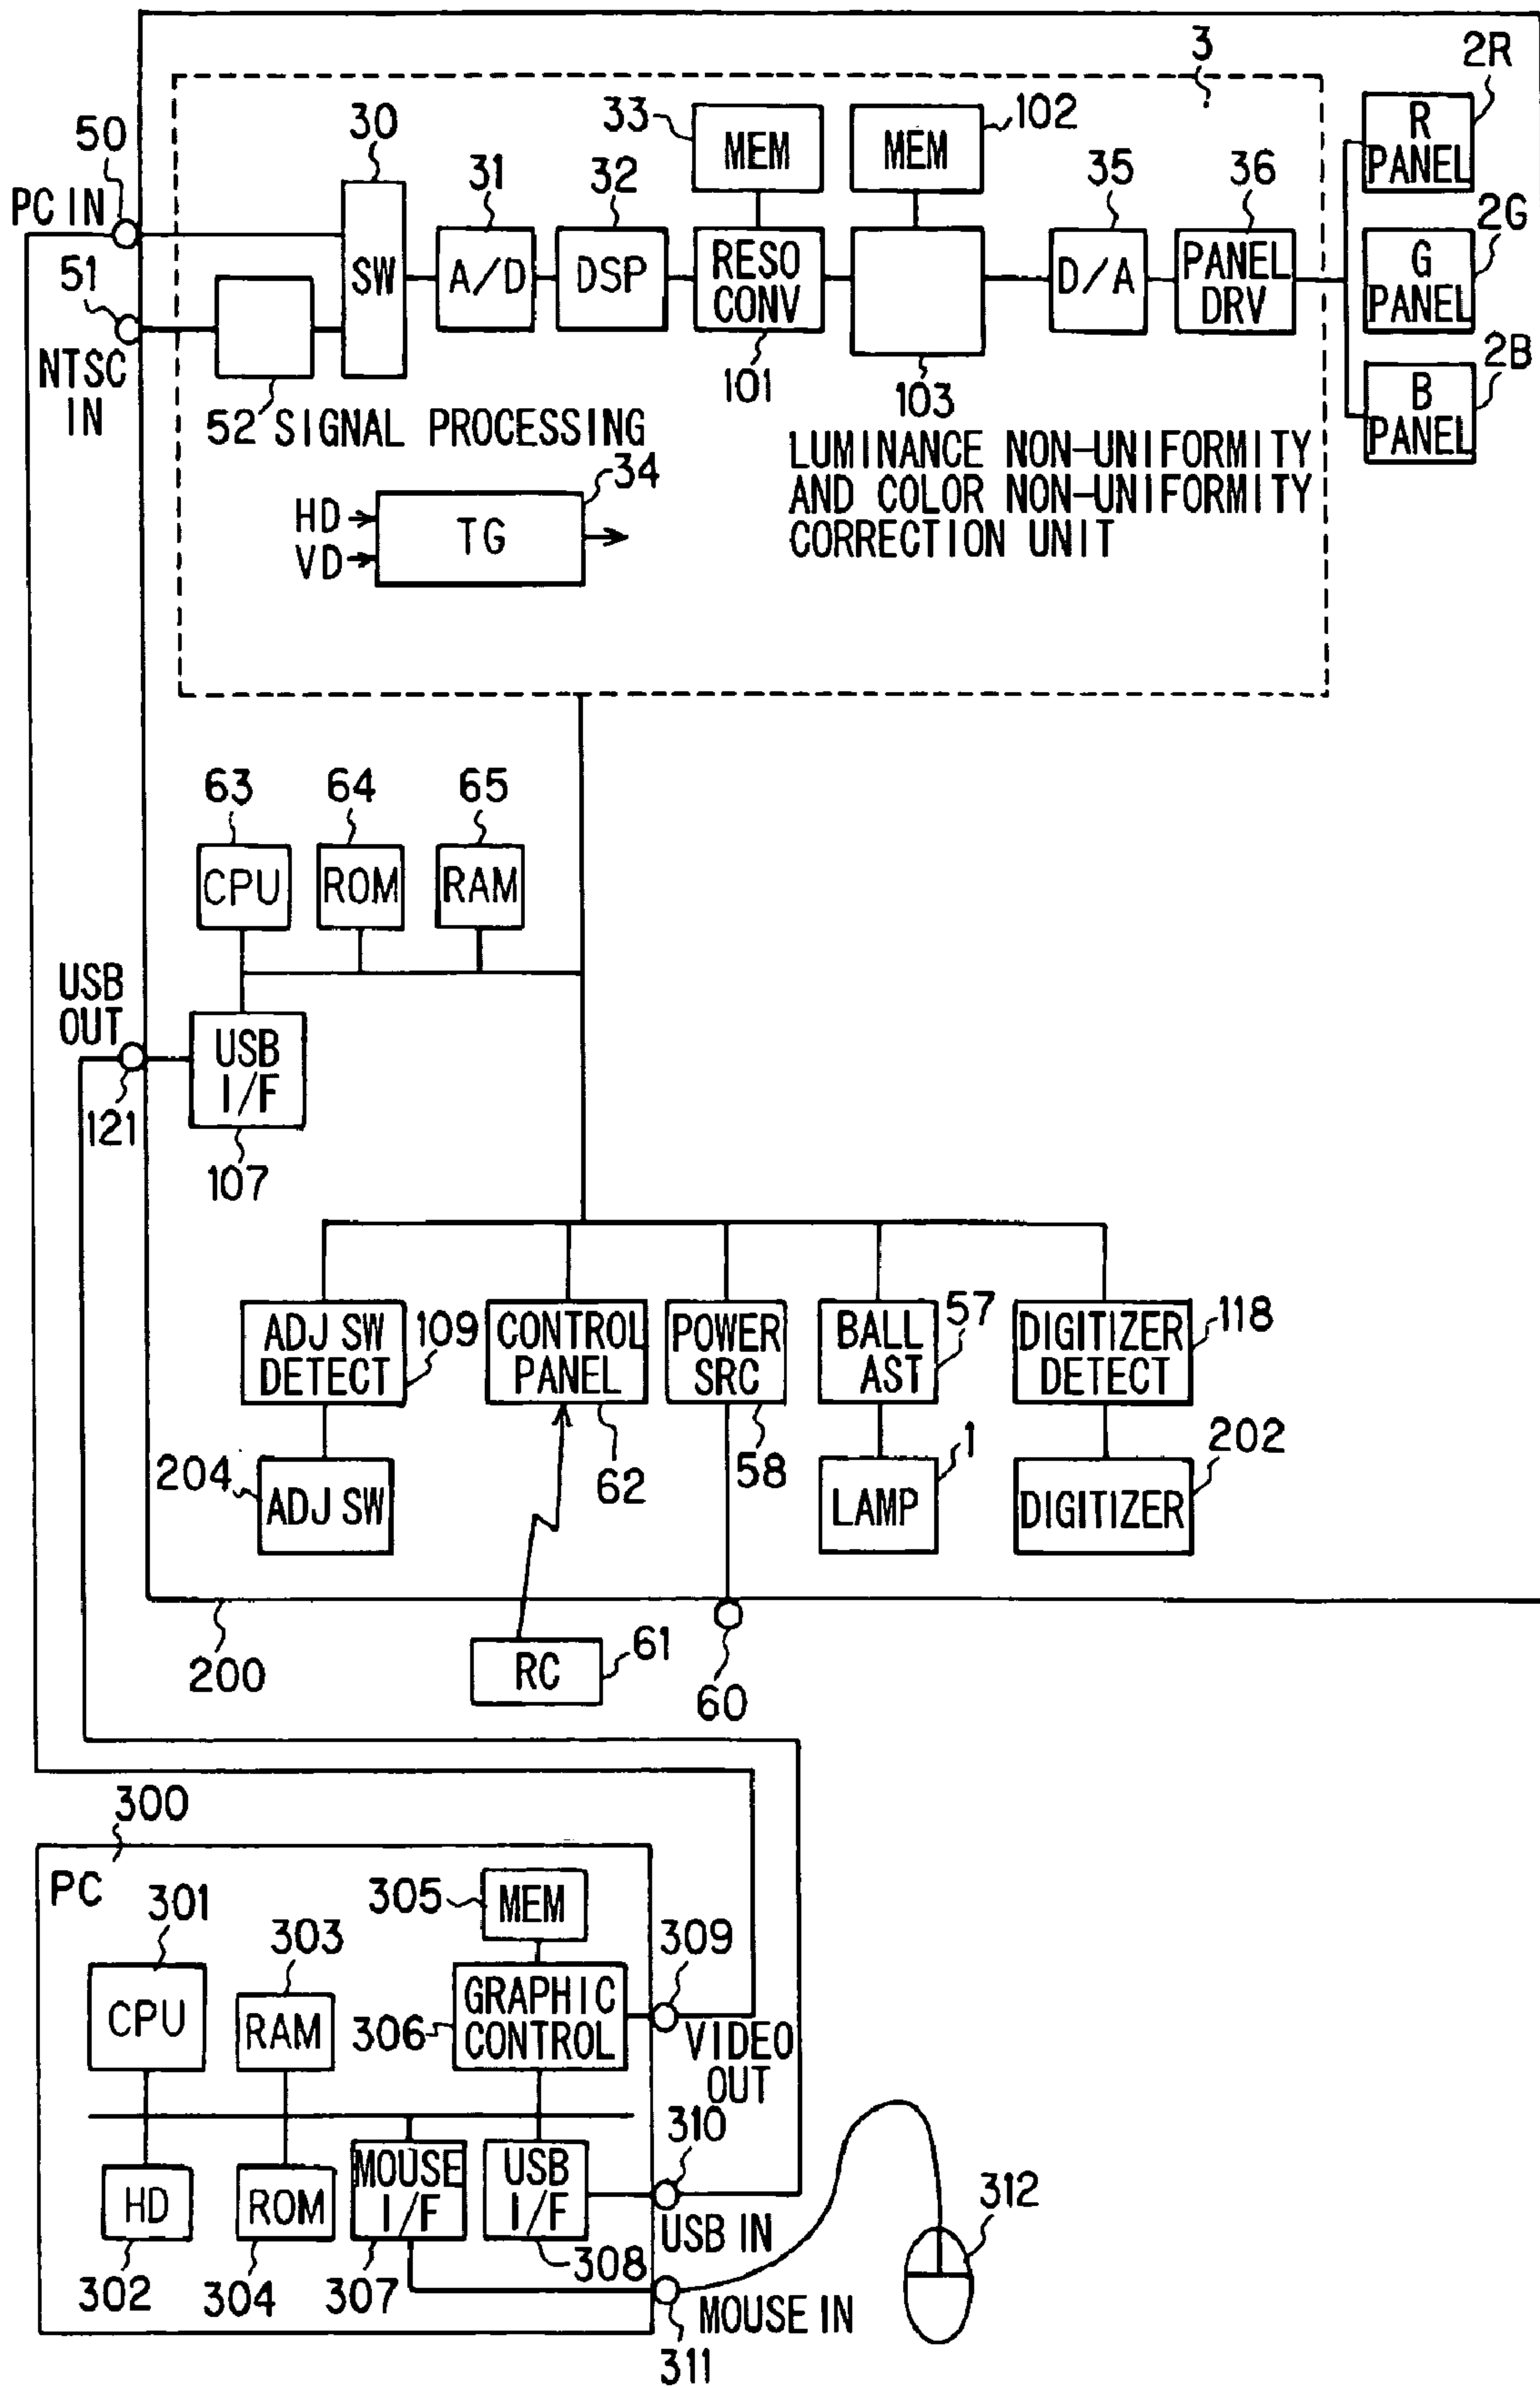 3
2R
R
PANEL
2G
G
PANEL
2B
B
PANEL
50
PC IN
51
NTSC
IN
30
SW
31
A/D
32
DSP
33
MEM
102
MEM
RESO
CONV
101
103
35
D/A
36
PANEL
DRV
52 SIGNAL PROCESSING
LUMINANCE NON-UNIFORMITY
AND COLOR NON-UNIFORMITY
CORRECTION UNIT
34
HD
VD
TG
63
CPU
64
ROM
65
RAM
USB
OUT
121
USB
I/F
107
ADJ SW
DETECT
109
CONTROL
PANEL
62
POWER
SRC
58
BALL
AST
57
DIGITIZER
DETECT
118
204
ADJ SW
1
LAMP
202
DIGITIZER
200
RC
61
60
300
PC
301
CPU
303
RAM
305
MEM
306
GRAPHIC
CONTROL
309
VIDEO
OUT
HD
302
ROM
304
MOUSE
I/F
307
USB
I/F
308
310
USB IN
311
MOUSE IN
312